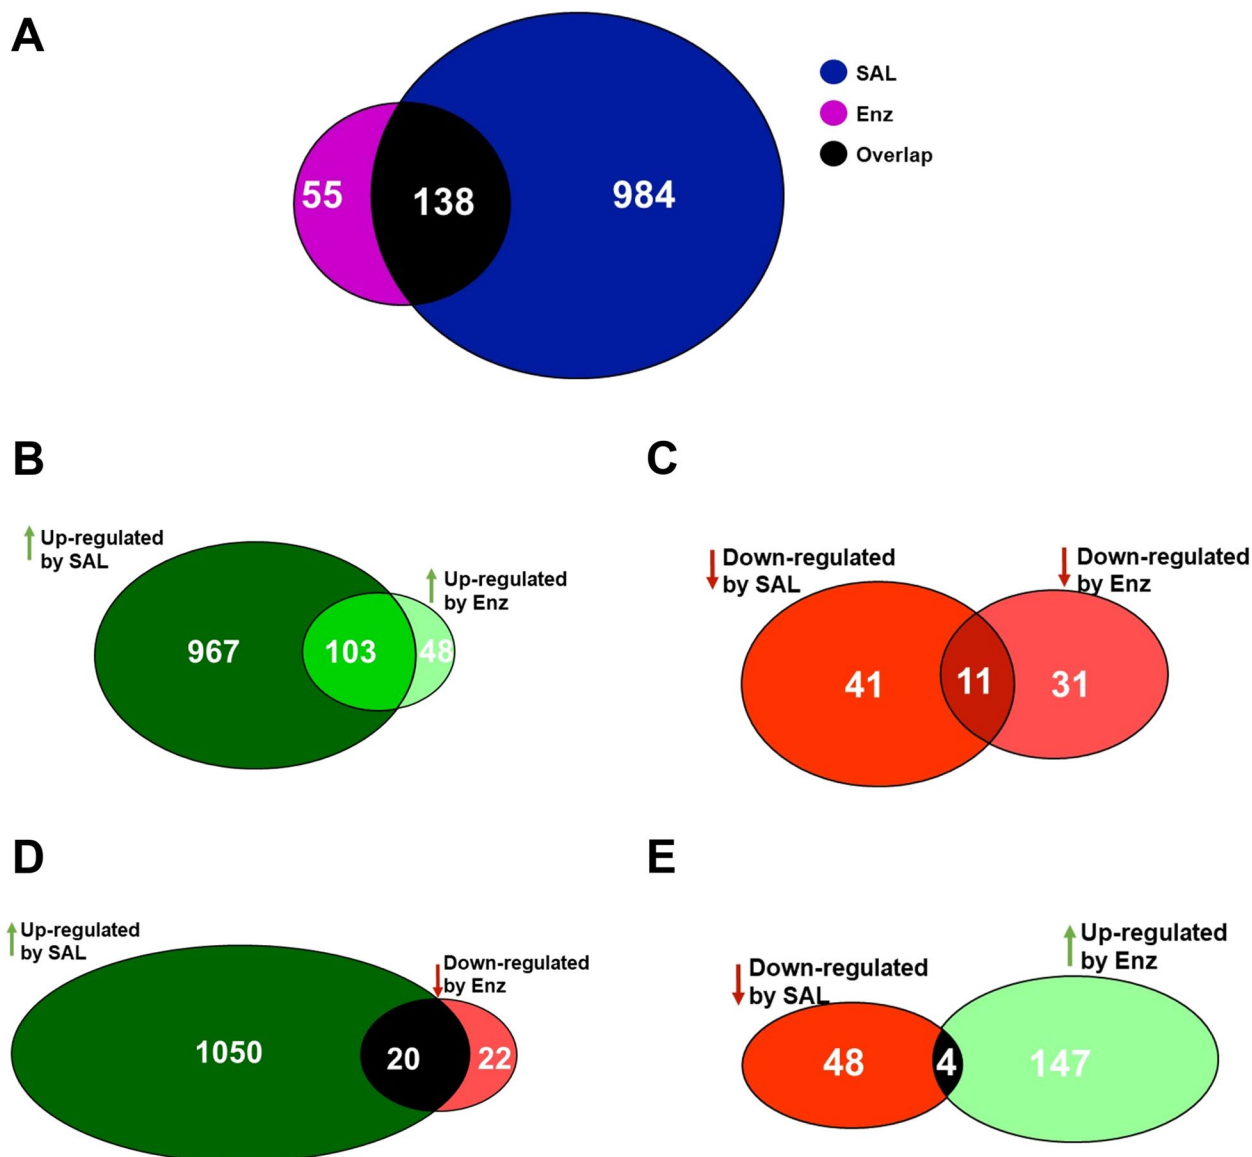 A
SAL
Enz
Overlap
55
138
984
B
Up-regulated
by SAL
Up-regulated
by Enz
967
103
48
C
Down-regulated
by SAL
Down-regulated
by Enz
41
11
31
D
Up-regulated
by SAL
Down-regulated
by Enz
1050
20
22
E
Down-regulated
by SAL
Up-regulated
by Enz
48
4
147